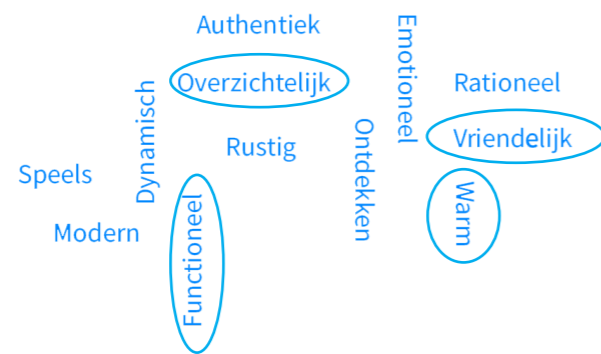 Authentiek
Emotioneel
Overzichtelijk
Rationeel
Dynamisch
Rustig
Ontdekken
Vriendelijk
Speels
Functioneel
Warm
Modern